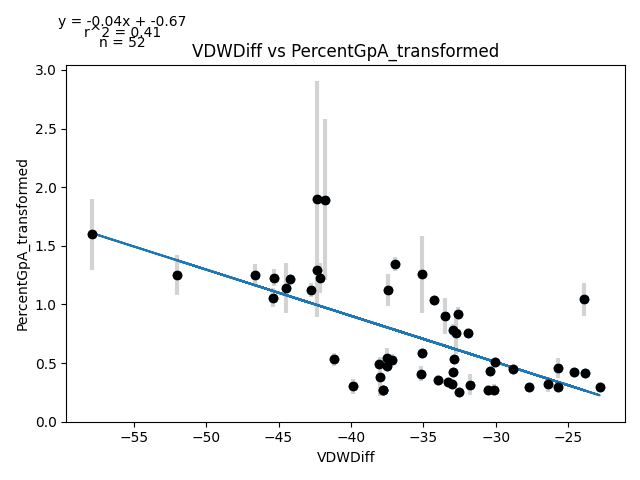 y = -0.04x + -0.67
r^2 = 0.41
n = 52
VDWDiff vs PercentGpA_transformed
3.0
2.5
2.0
1.5
1.0
0.5
0.0
PercentGpA_transformed
−55
−50
−45
−40
−35
−30
−25
VDWDiff